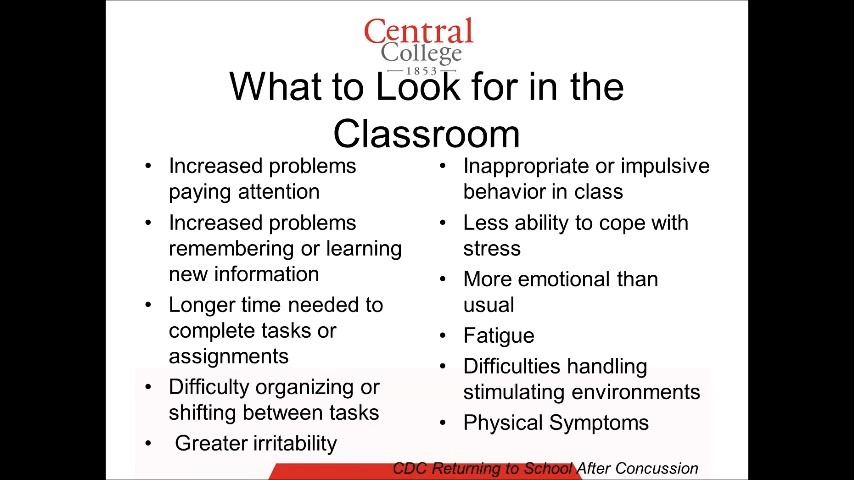 Central
College
1853
What to Look for in the
Classroom
• Increased problems
paying attention
• Increased problems
remembering or learning
new information
• Longer time needed to
complete tasks or
assignments
• Difficulty organizing or
shifting between tasks
• Greater irritability
• Inappropriate or impulsive
behavior in class
• Less ability to cope with
stress
• More emotional than
usual
• Fatigue
• Difficulties handling
stimulating environments
• Physical Symptoms
CDC Returning to School After Concussion